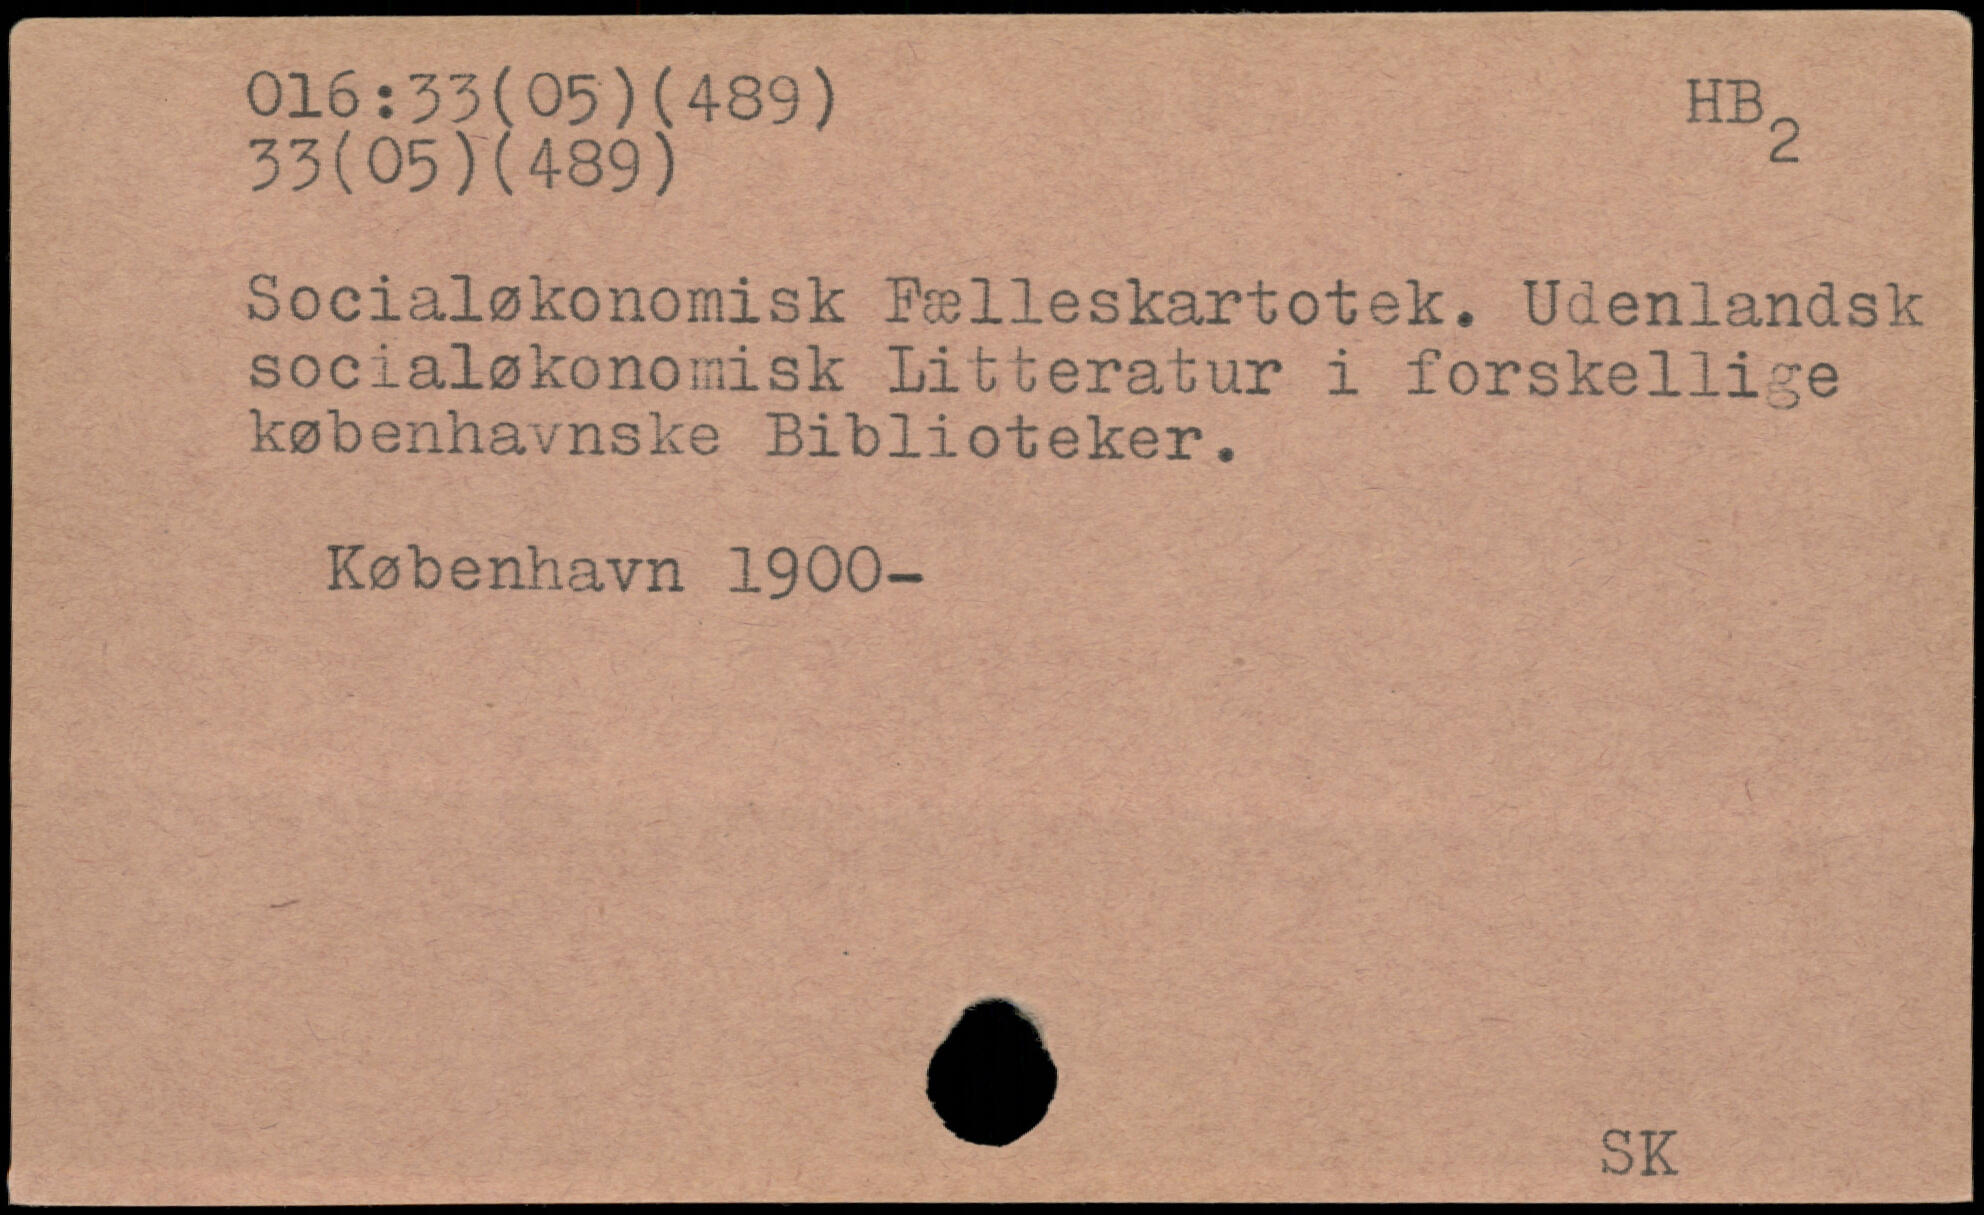 016:33(05)(489) HB2
33(05)(489)
Socialøkonomisk Fælleskartotek. Udenlandsk
socialøkonomisk Litteratur i forskellige
københavnske Biblioteker.
København 1900-
SK